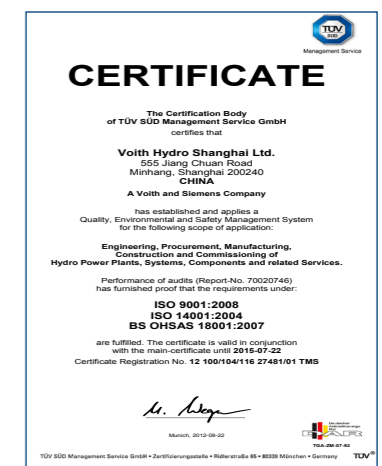 TÜV
SÜD
Management Service
CERTIFICATE
The Certification Body
of TÜV SÜD Management Service GmbH
certifies that
Voith Hydro Shanghai Ltd.
555 Jiang Chuan Road
Minhang, Shanghai 200240
CHINA
A Voith and Siemens Company
has established and applies a
Quality, Environmental and Safety Management System
for the following scope of application:
Engineering, Procurement, Manufacturing,
Construction and Commissioning of
Hydro Power Plants, Systems, Components and related Services.
Performance of audits (Report-No. 70020746)
has furnished proof that the requirements under:
ISO 9001:2008
ISO 14001:2004
BS OHSAS 18001:2007
are fulfilled. The certificate is valid in conjunction
with the main-certificate until 2015-07-22
Certificate Registration No. 12 100/104/116 27481/01 TMS
Munich, 2012-08-22
TGA-ZM-07-92
TÜV SÜD Management Service GmbH • Zertifizierungsstelle • Ridlerstraße 65 • 80339 München • Germany
TÜV®